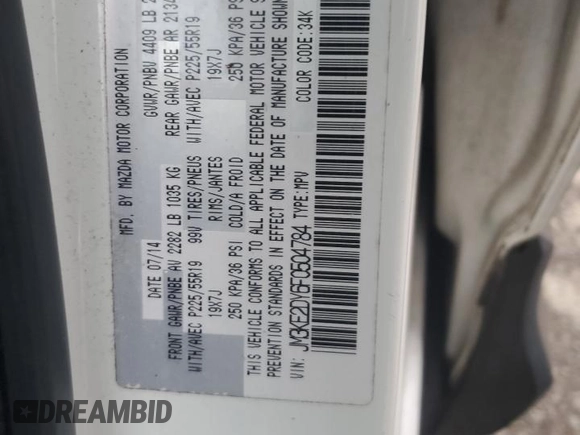 MFD. BY MAZDA MOTOR CORPORATION
DATE 07/14 GVWR/PNBV 4409 LB
FRONT GAWR/PNBE AV 2282 LB 1035 KG REAR GAWR/PNBE AR 2134
WITH/AVEC P225/55R19 99V TIRES/PNEUS WITH/AVEC P225/55R19
19X7J RIMS/JANTES 19X7J
250 KPA/36 PSI COLD/A FROID 250 KPA/36 PSI
THIS VEHICLE CONFORMS TO ALL APPLICABLE FEDERAL MOTOR VEHICLE
PREVENTION STANDARDS IN EFFECT ON THE DATE OF MANUFACTURE SHOWN
VIN: JM3KE2DY6F0504784 TYPE:MPV COLOR CODE: 34K
DREAMBID